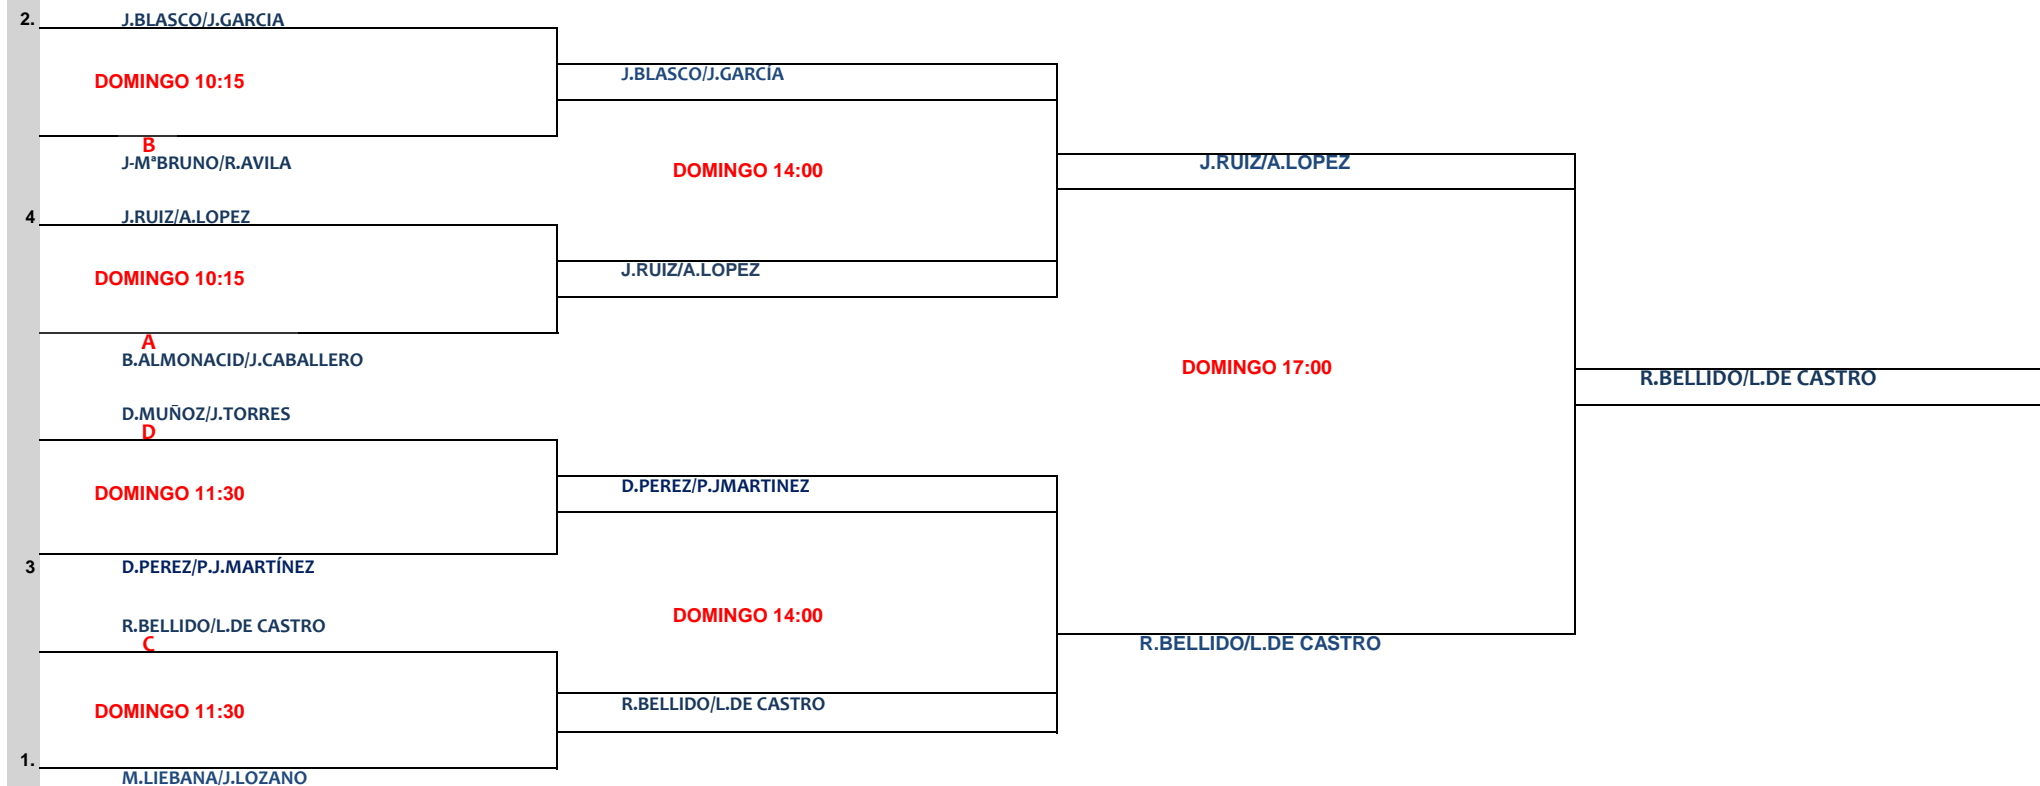 2. J.BLASCO/J.GARCIA
DOMINGO 10:15
B
J-MªBRUNO/R.AVILA
4 J.RUIZ/A.LOPEZ
DOMINGO 10:15
A
B.ALMONACID/J.CABALLERO
D.MUÑOZ/J.TORRES
D
DOMINGO 11:30
3 D.PEREZ/P.J.MARTÍNEZ
R.BELLIDO/L.DE CASTRO
C
DOMINGO 11:30
1.
M.LIEBANA/J.LOZANO
J.BLASCO/J.GARCÍA
DOMINGO 14:00
J.RUIZ/A.LOPEZ
D.PEREZ/P.JMARTINEZ
DOMINGO 14:00
R.BELLIDO/L.DE CASTRO
J.RUIZ/A.LOPEZ
DOMINGO 17:00
R.BELLIDO/L.DE CASTRO
R.BELLIDO/L.DE CASTRO